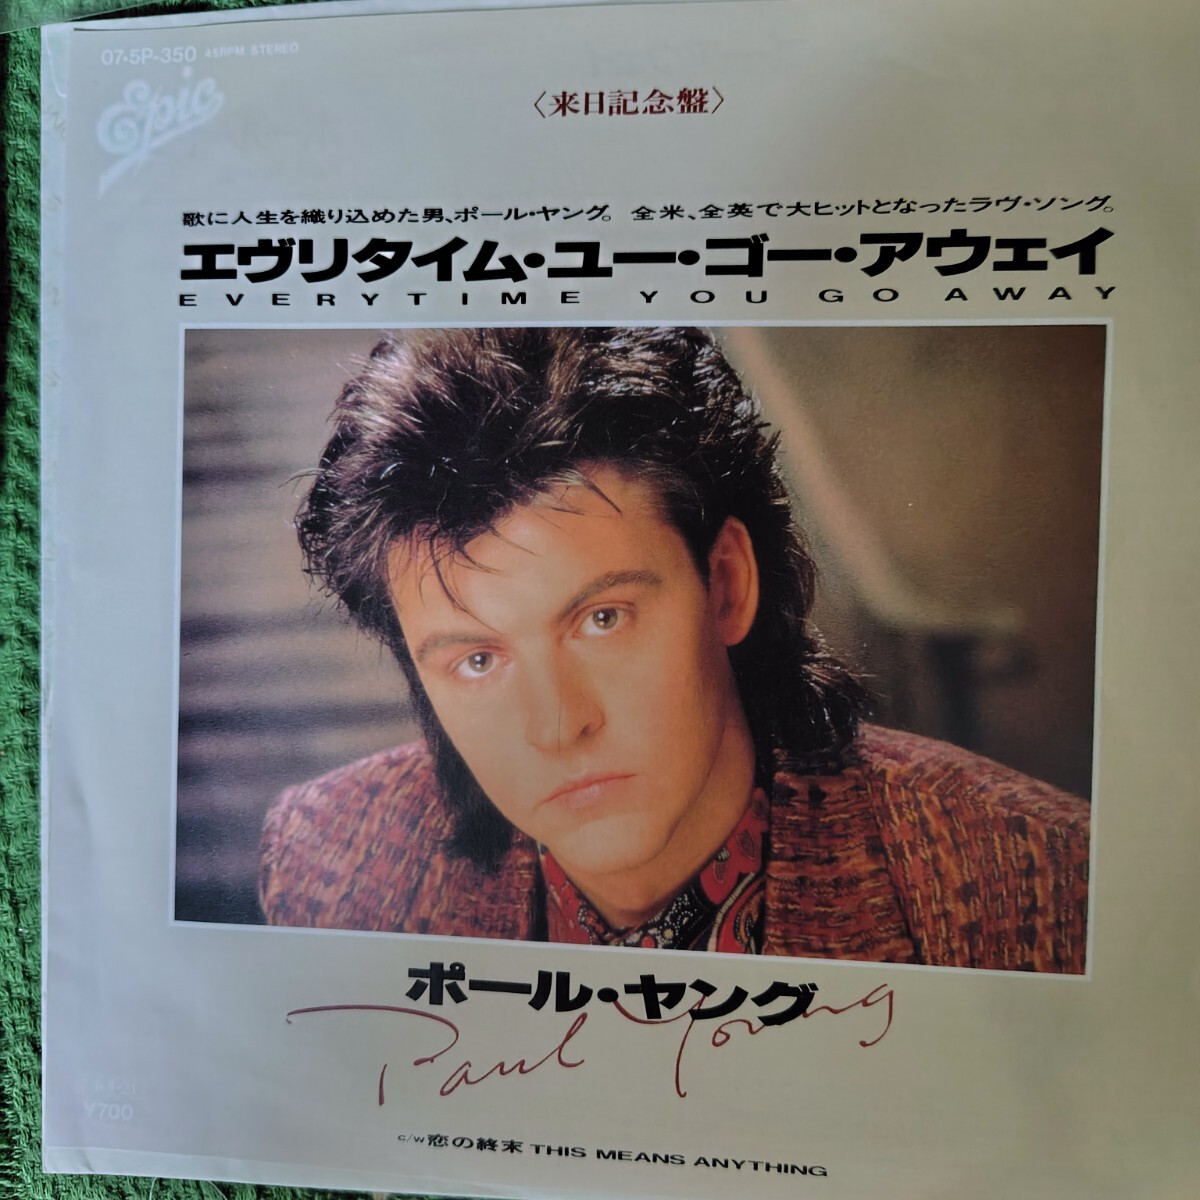 07・5P-350 45RPM STEREO
Epic
〈来日記念盤〉
歌に人生を織り込めた男、ポール・ヤング。 全米、全英で大ヒットとなったラヴ・ソング。
エヴリタイム・ユー・ゴー・アウェイ
EVERYTIME YOU GO AWAY
ポール・ヤング
Paul Young
¥700
c/w 恋の終末 THIS MEANS ANYTHING